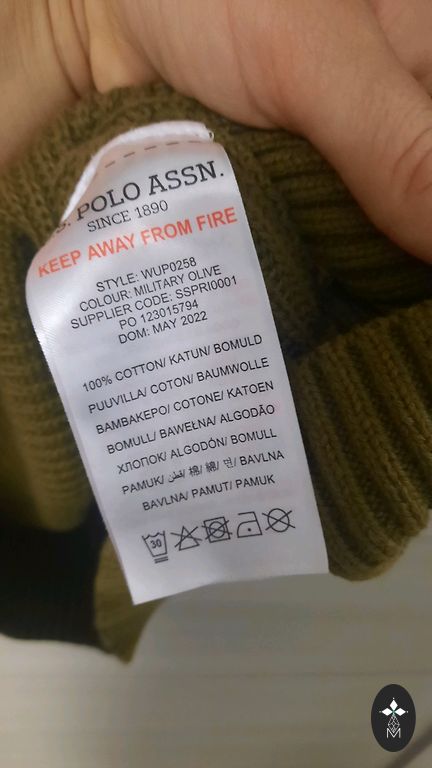 S. POLO ASSN.
SINCE 1890
KEEP AWAY FROM FIRE
STYLE: WUP0258
COLOUR: MILITARY OLIVE
SUPPLIER CODE: SSPRI0001
PO 123015794
DOM: MAY 2022
100% COTTON/ KATUN/ BOMULD
PUUVILLA/ COTON/ BAUMWOLLE
BAMBAKEPO/ COTONE/ KATOEN
BOMULL/ BAWEŁNA/ ALGODÃO
ХЛОПОК/ ALGODÓN/ BOMULL
PAMUK/ قطن/ 棉/ 綿/ 면/ BAVLNA
BAVLNA/ PAMUT/ PAMUK
30
M